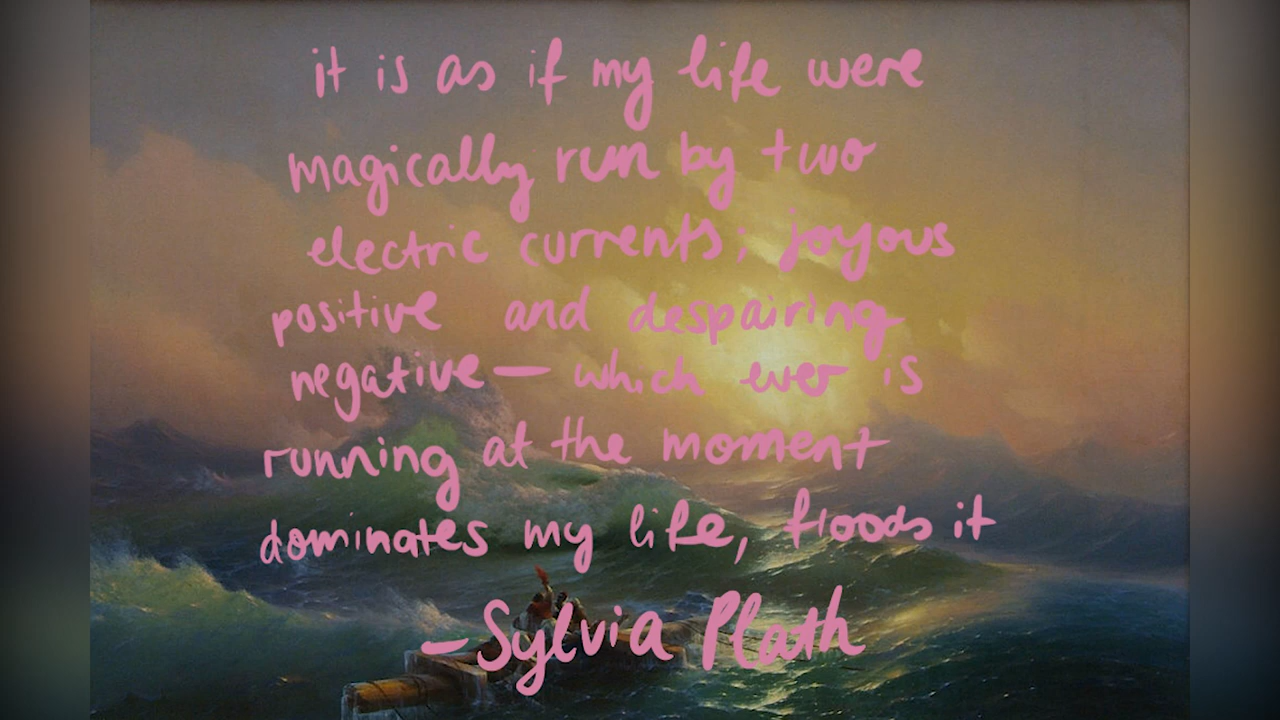 it is as if my life were
magically run by two
electric currents; joyous
positive and despairing
negative — which ever is
running at the moment
dominates my life, floods it
- Sylvia Plath